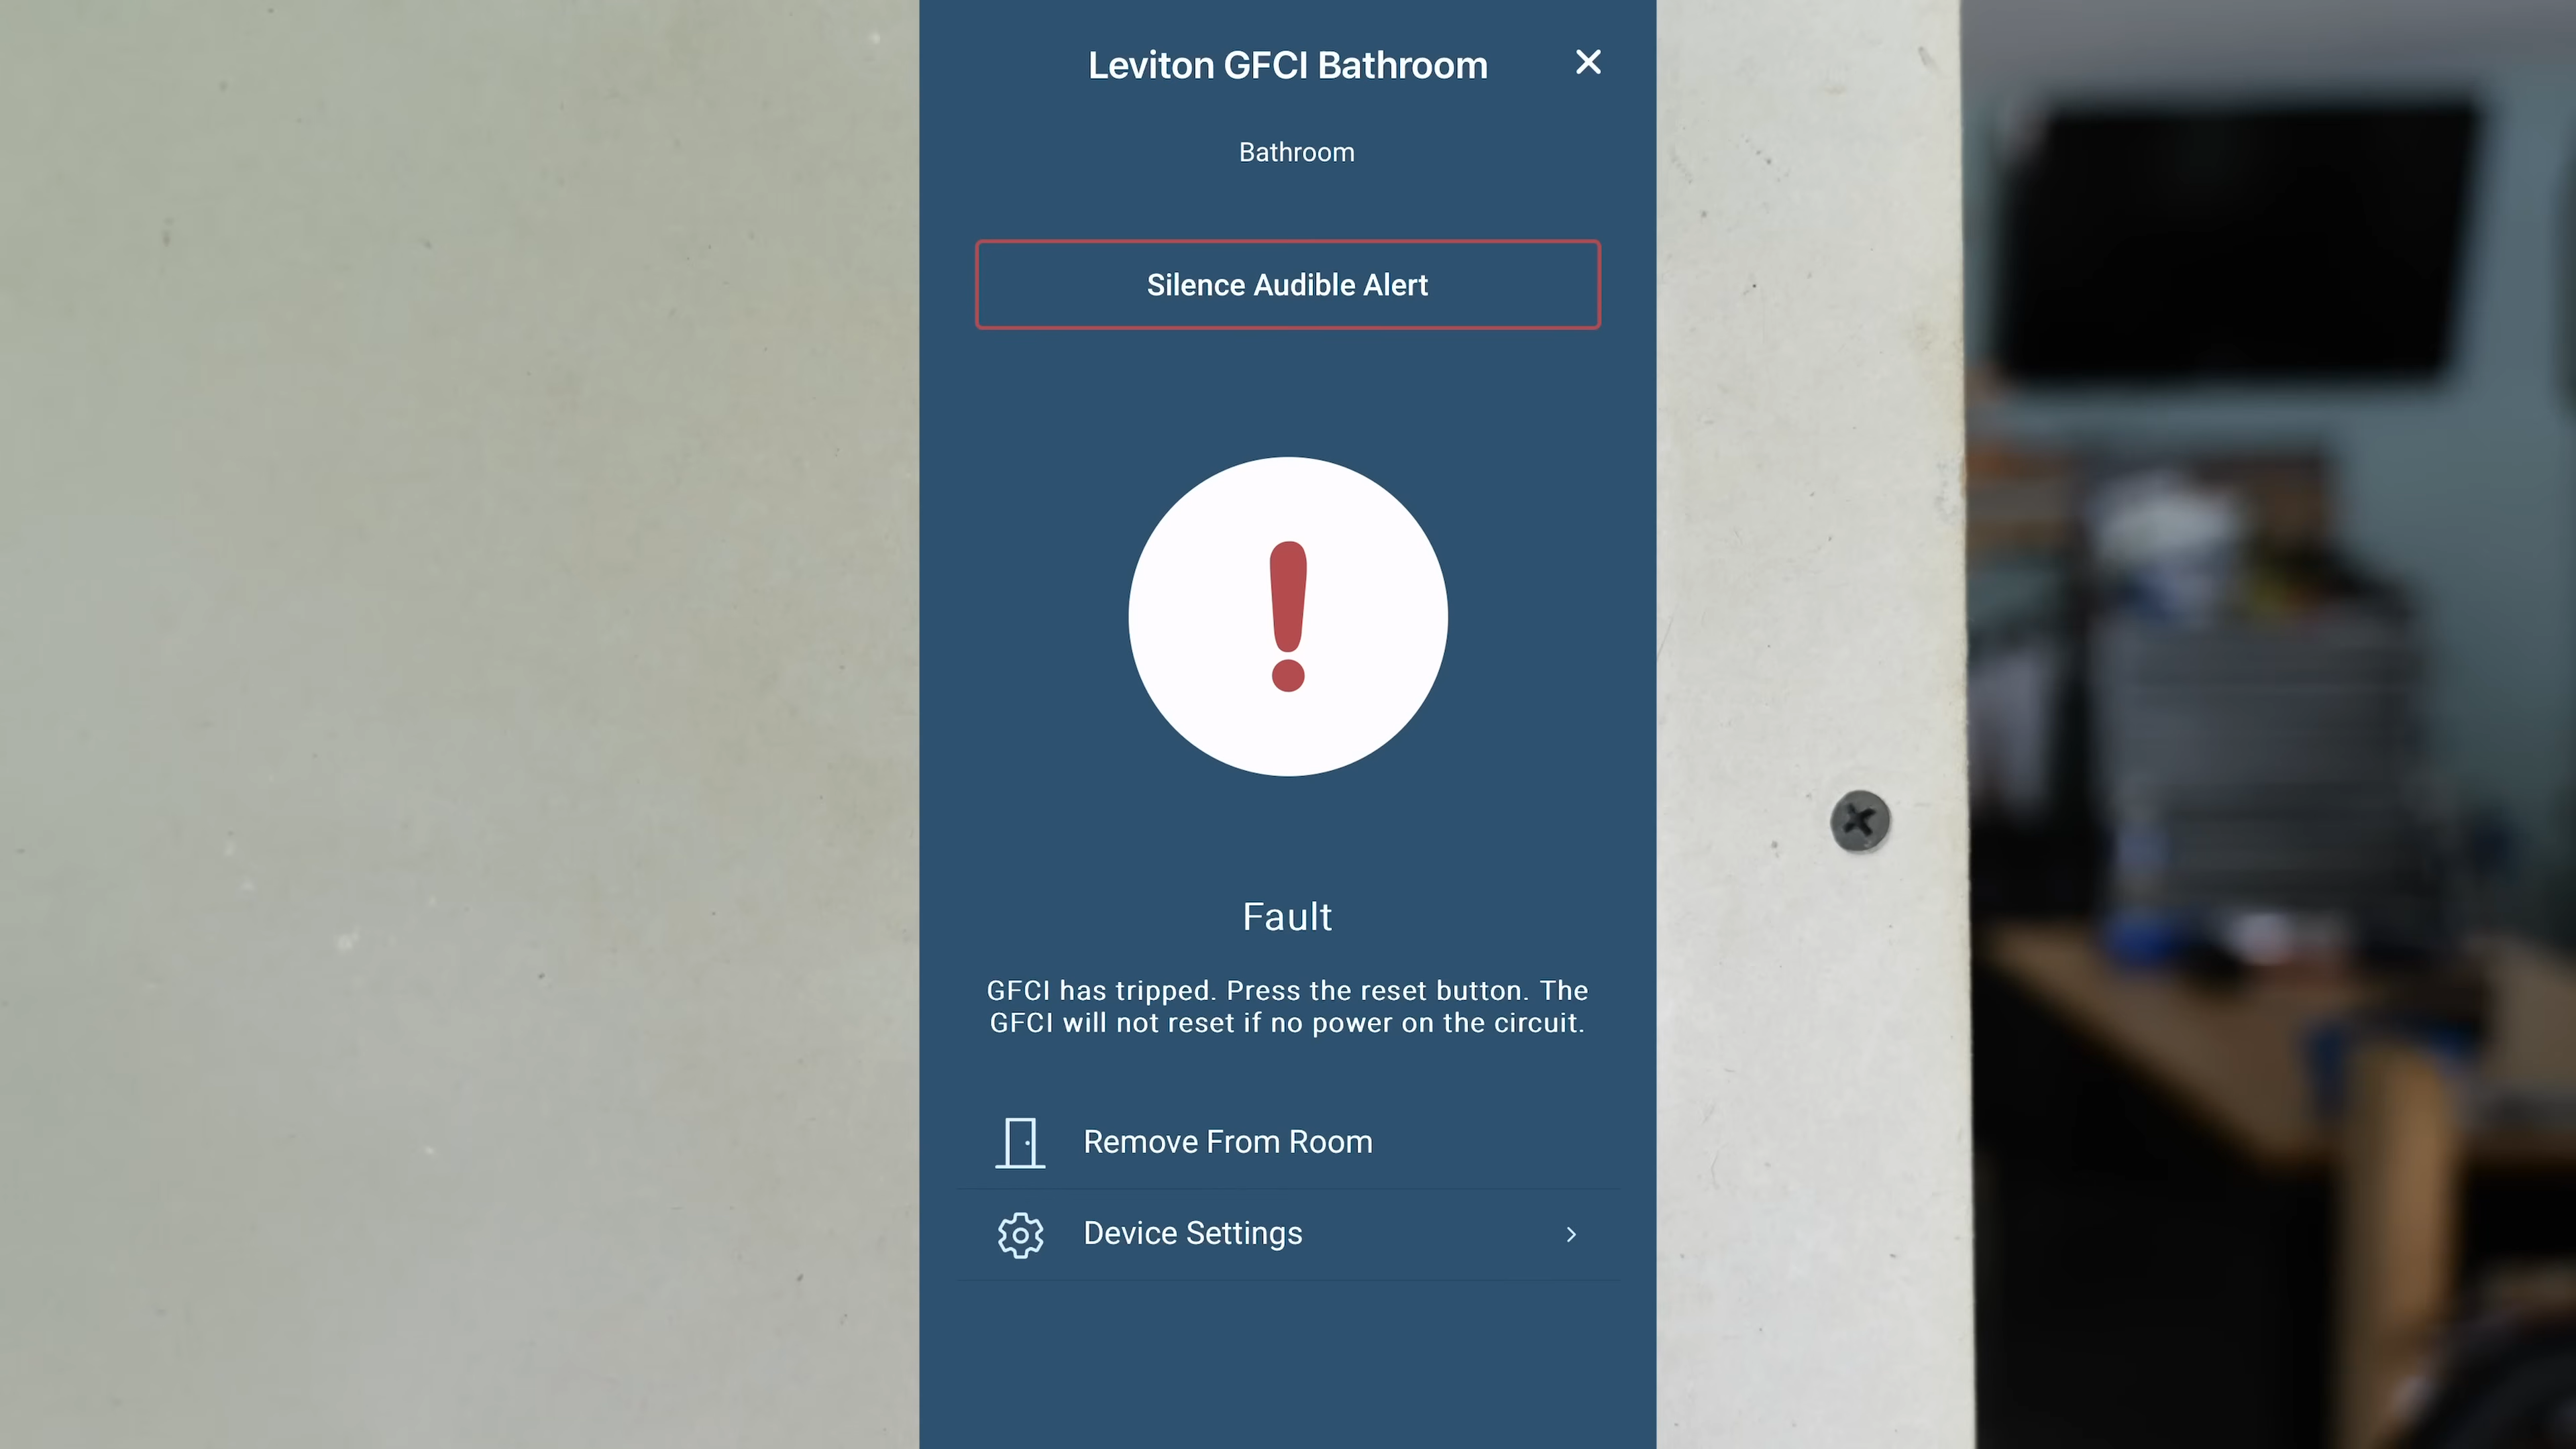 Leviton GFCI Bathroom
Bathroom
Silence Audible Alert
Fault
GFCI has tripped. Press the reset button. The
GFCI will not reset if no power on the circuit.
Remove From Room
Device Settings